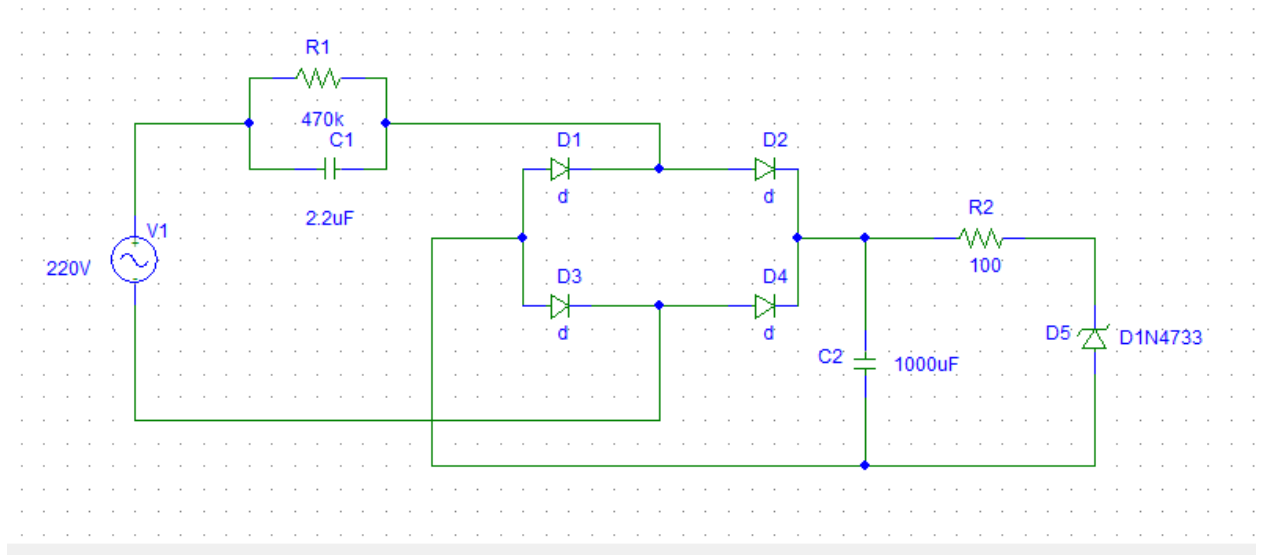 R1
470k
C1
2.2uF
V1
220V
D1
d
D2
d
D3
d
D4
d
R2
100
C2
1000uF
D5
D1N4733